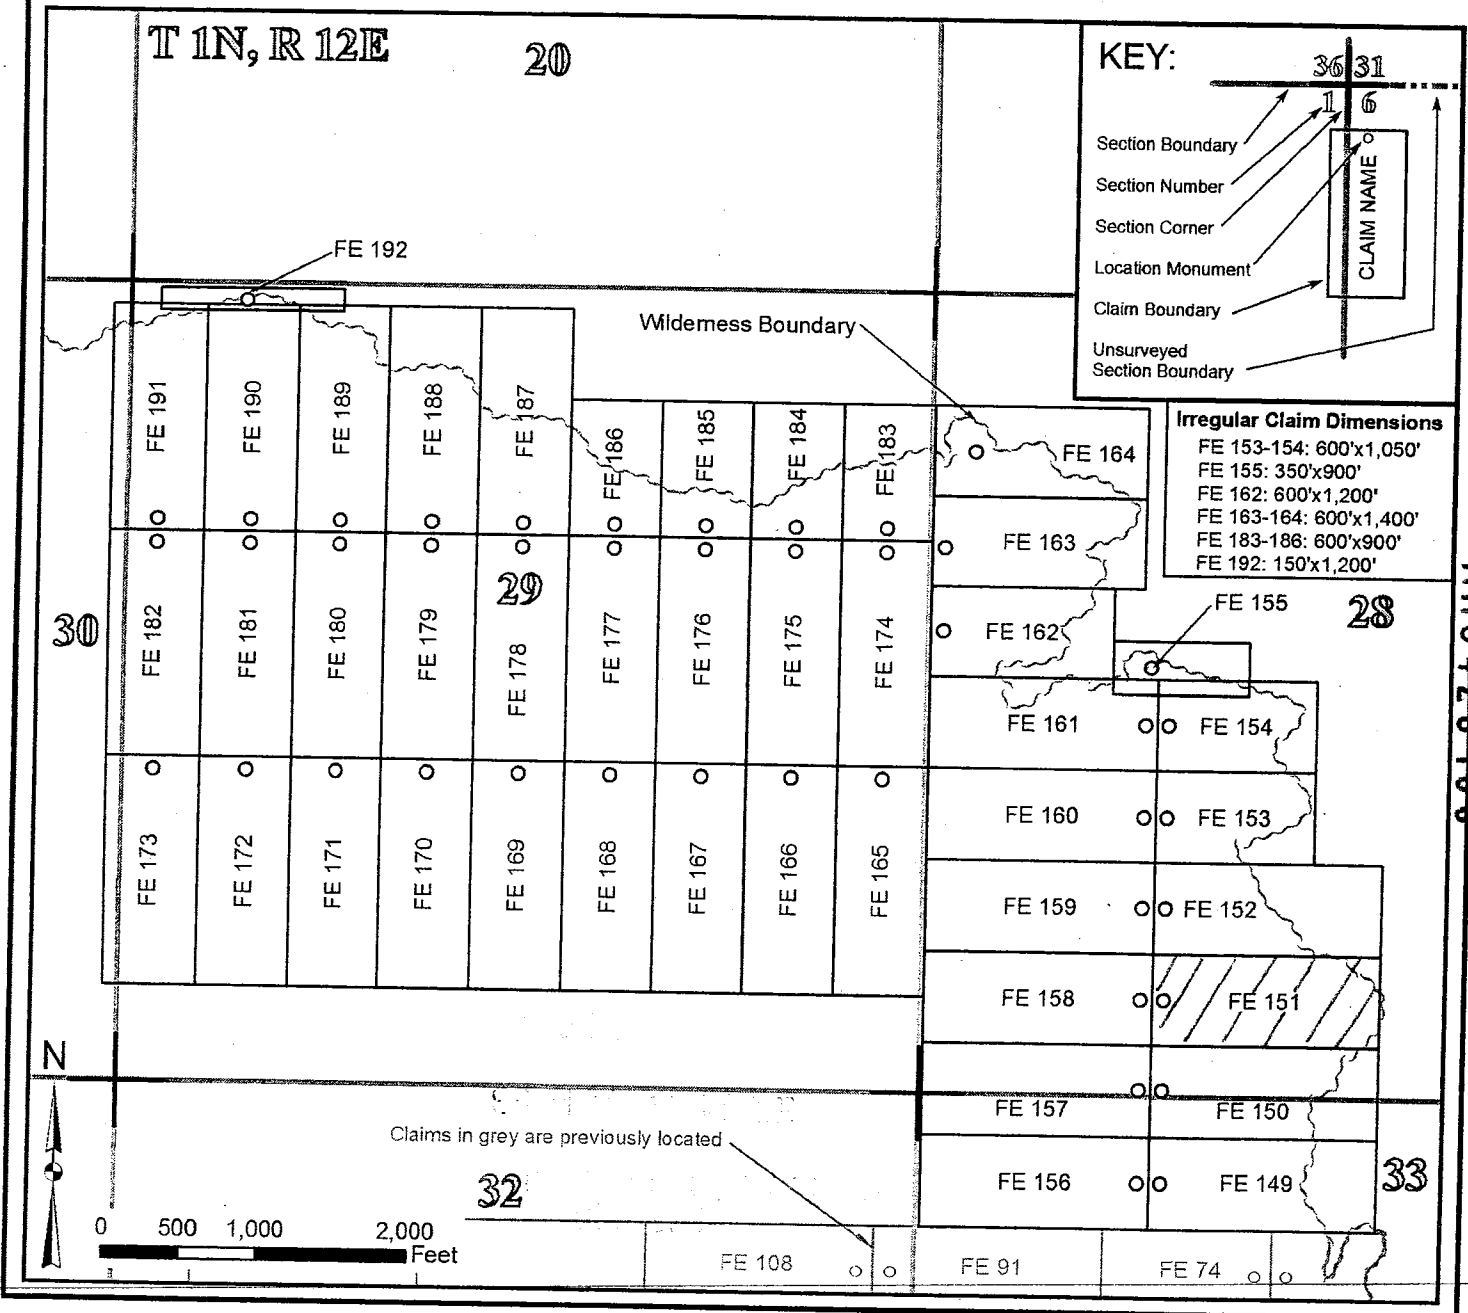 T 1N, R 12E
20
KEY:
36 31
1 6
Section Boundary
Section Number
Section Corner
Location Monument
Claim Boundary
Unsurveyed
Section Boundary
CLAIM NAME
FE 192
Wilderness Boundary
Irregular Claim Dimensions
FE 153-154: 600'x1,050'
FE 155: 350'x900'
FE 162: 600'x1,200'
FE 163-164: 600'x1,400'
FE 183-186: 600'x900'
FE 192: 150'x1,200'
FE 191
FE 190
FE 189
FE 188
FE 187
FE 186
FE 185
FE 184
FE 183
FE 164
FE 163
29
30
28
FE 155
FE 182
FE 181
FE 180
FE 179
FE 178
FE 177
FE 176
FE 175
FE 174
FE 162
FE 161
FE 154
FE 160
FE 153
FE 173
FE 172
FE 171
FE 170
FE 169
FE 168
FE 167
FE 166
FE 165
FE 159
FE 152
FE 158
FE 151
N
FE 157
FE 150
Claims in grey are previously located
32
FE 156
FE 149
33
0 500 1,000 2,000
Feet
FE 108
FE 91
FE 74